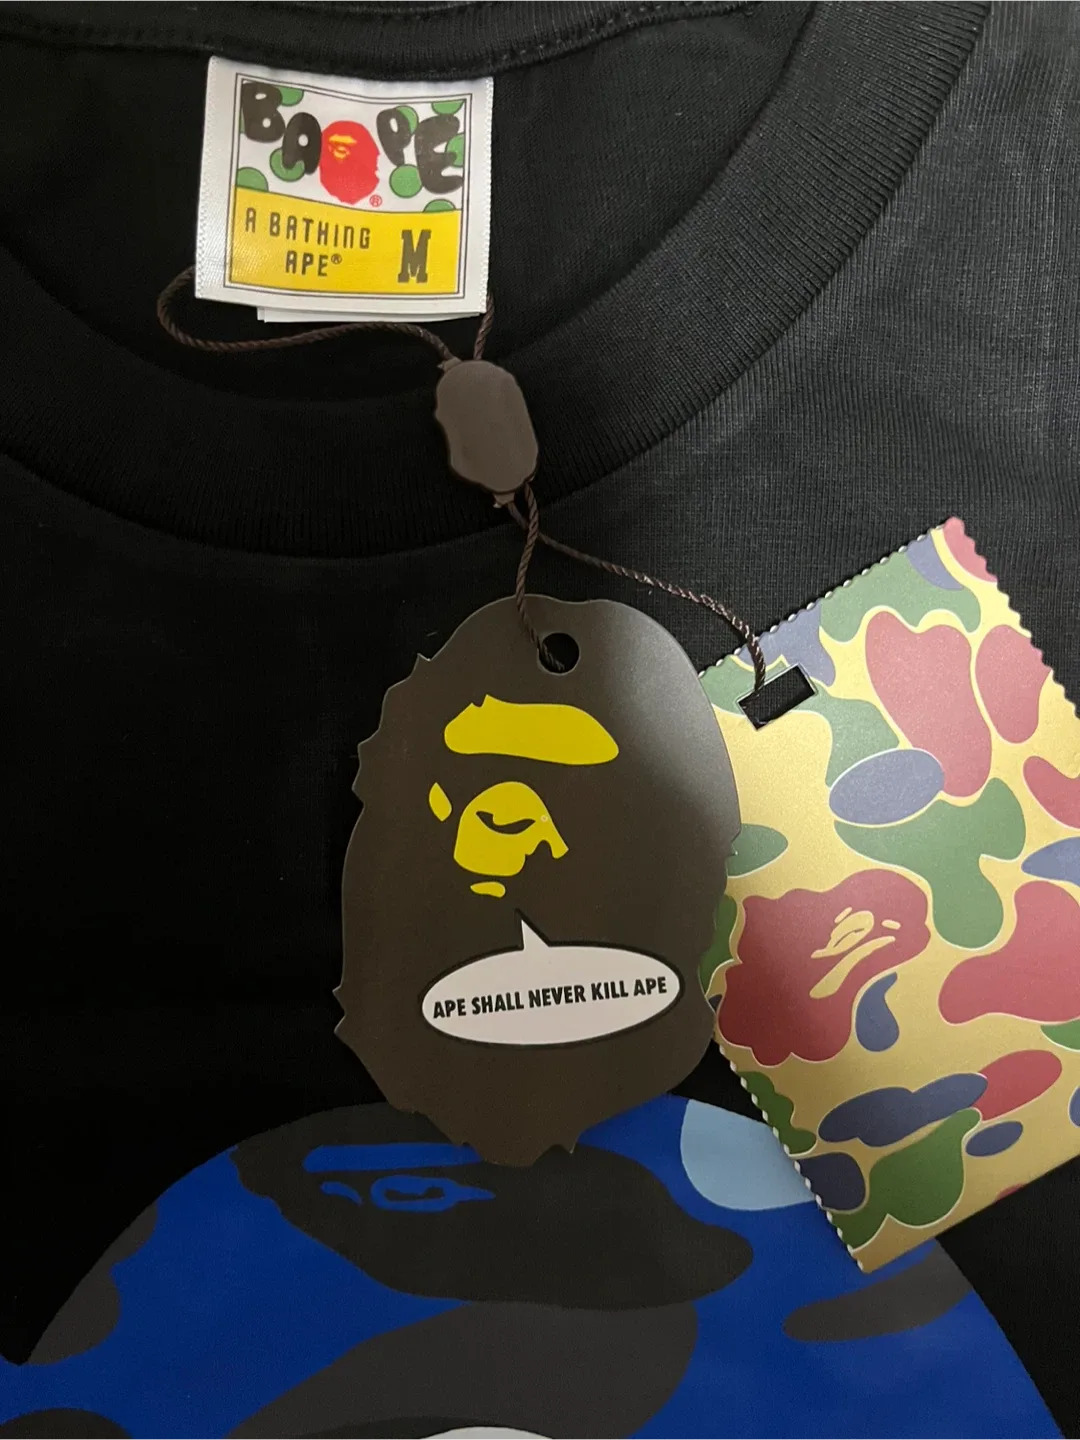 BAPE
®
A BATHING
APE® M
APE SHALL NEVER KILL APE